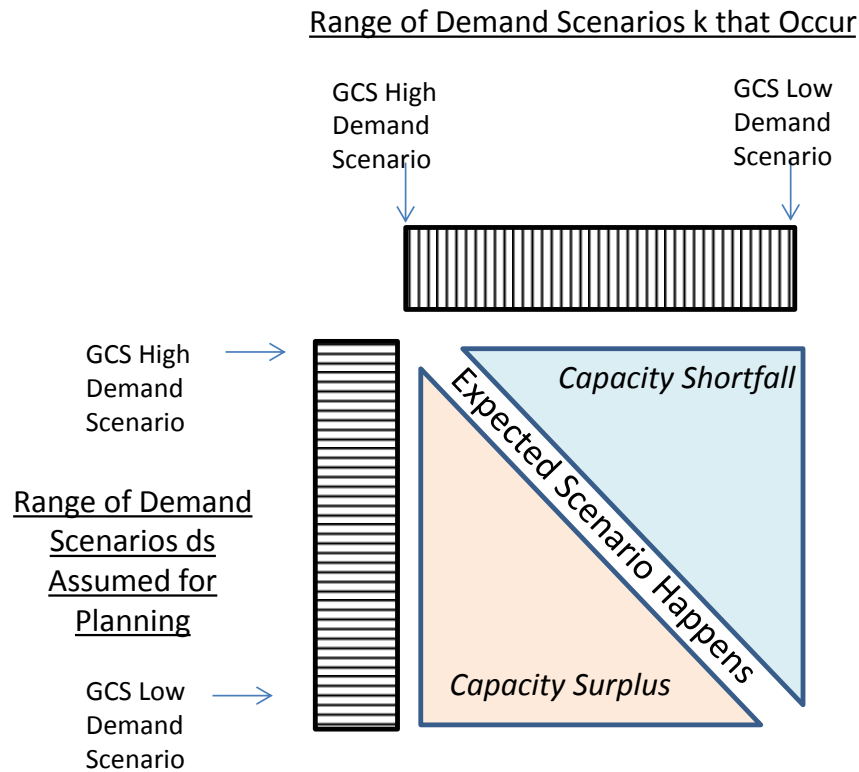 Range of Demand Scenarios k that Occur
GCS High
Demand
Scenario
GCS Low
Demand
Scenario
GCS High
Demand
Scenario
Capacity Shortfall
Expected Scenario Happens
Range of Demand
Scenarios ds
Assumed for
Planning
Capacity Surplus
GCS Low
Demand
Scenario